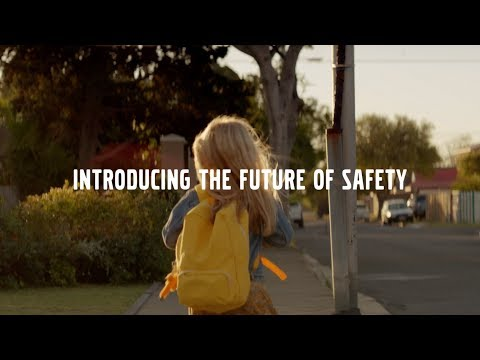 INTRODUCING THE FUTURE OF SAFETY